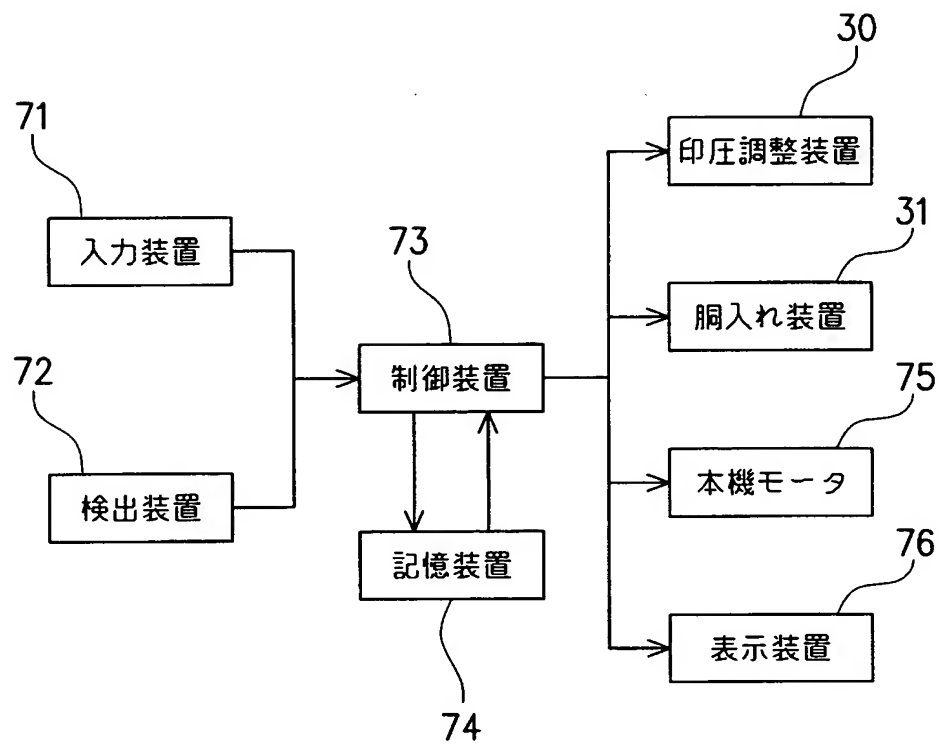 30
印圧調整装置
71
入力装置
31
胴入れ装置
73
制御装置
72
検出装置
75
本機モータ
記憶装置
74
76
表示装置